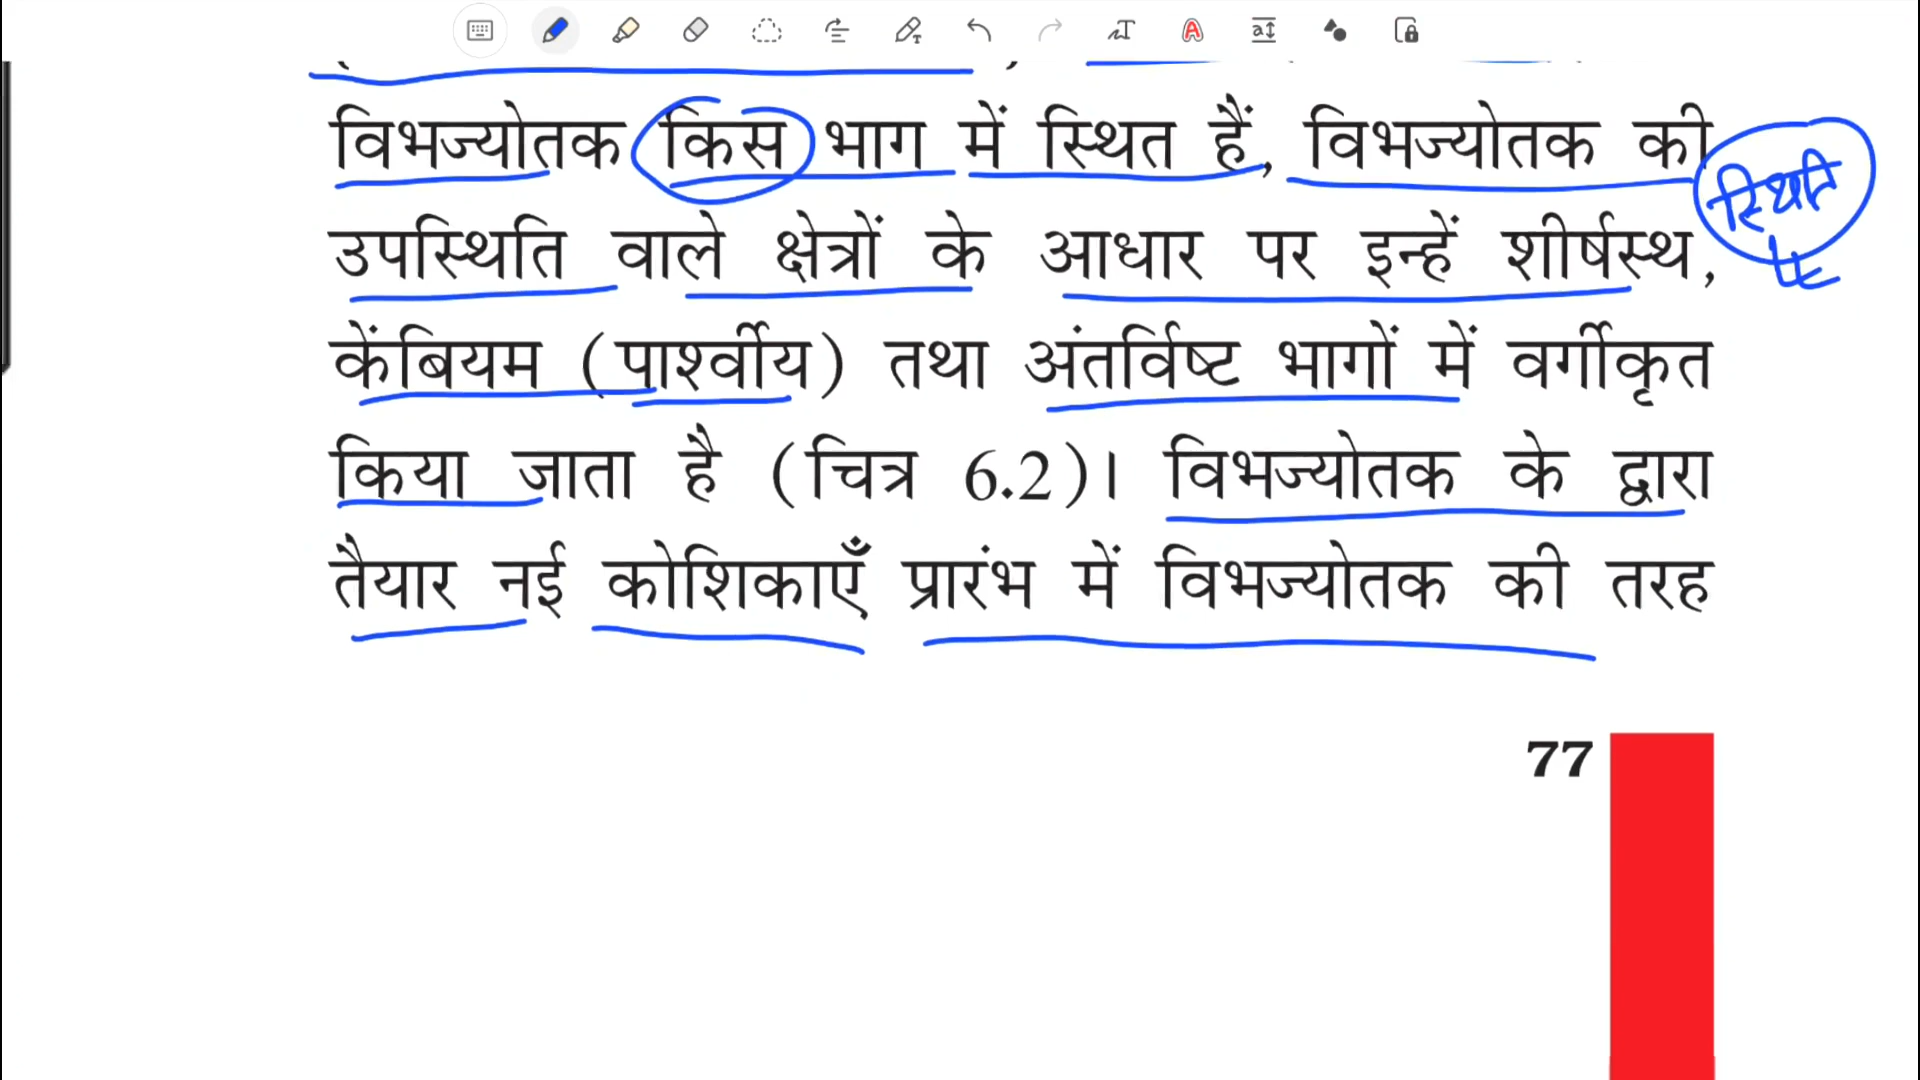 विभज्योतक किस भाग में स्थित हैं, विभज्योतक की
स्थिति
उपस्थिति वाले क्षेत्रों के आधार पर इन्हें शीर्षस्थ,
केंबियम (पार्श्वीय) तथा अंतर्विष्ट भागों में वर्गीकृत
किया जाता है (चित्र 6.2)। विभज्योतक के द्वारा
तैयार नई कोशिकाएँ प्रारंभ में विभज्योतक की तरह
77